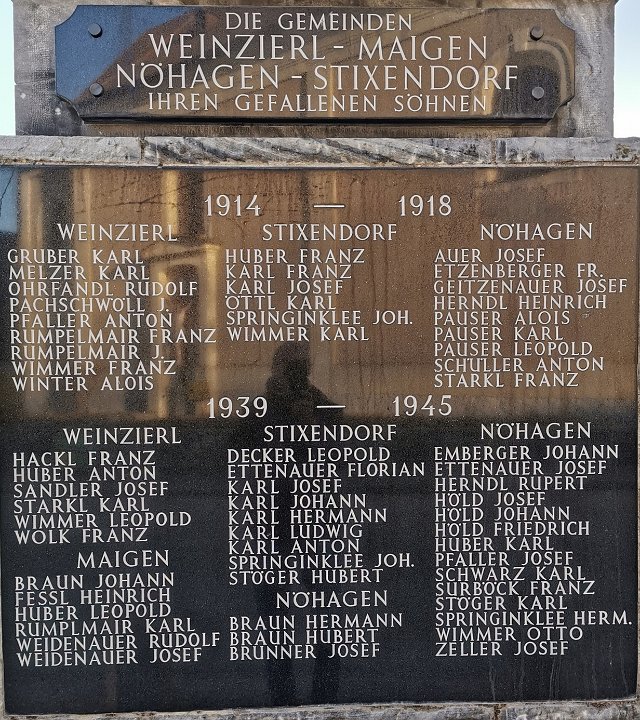 DIE GEMEINDEN
WEINZIERL - MAIGEN
NÖHAGEN - STIXENDORF
IHREN GEFALLENEN SÖHNEN
1914 — 1918
WEINZIERL
GRUBER KARL
MELZER KARL
OHRFANDL RUDOLF
PACHSCHWÖLL J.
PFALLER ANTON
RUMPELMAIR FRANZ
RUMPELMAIR J.
WIMMER FRANZ
WINTER ALOIS
STIXENDORF
HUBER FRANZ
KARL FRANZ
KARL JOSEF
ÖTTL KARL
SPRINGINKLEE JOH.
WIMMER KARL
NÖHAGEN
AUER JOSEF
ETZENBERGER FR.
GEITZENAUER JOSEF
HERNDL HEINRICH
PAUSER ALOIS
PAUSER KARL
PAUSER LEOPOLD
SCHULLER ANTON
STARKL FRANZ
1939 — 1945
WEINZIERL
HACKL FRANZ
HUBER ANTON
SANDLER JOSEF
STARKL KARL
WIMMER LEOPOLD
WOLK FRANZ
MAIGEN
BRAUN JOHANN
FESSL HEINRICH
HUBER LEOPOLD
RUMPLMAIR KARL
WEIDENAUER RUDOLF
WEIDENAUER JOSEF
STIXENDORF
DECKER LEOPOLD
ETTENAUER FLORIAN
KARL JOSEF
KARL JOHANN
KARL HERMANN
KARL LUDWIG
KARL ANTON
SPRINGINKLEE JOH.
STÖGER HUBERT
NÖHAGEN
BRAUN HERMANN
BRAUN HUBERT
BRUNNER JOSEF
NÖHAGEN
EMBERGER JOHANN
ETTENAUER JOSEF
HERNDL RUPERT
HÖLD JOSEF
HÖLD JOHANN
HÖLD FRIEDRICH
HUBER KARL
PFALLER JOSEF
SCHWARZ KARL
SURBÖCK FRANZ
STÖGER KARL
SPRINGINKLEE HERM.
WIMMER OTTO
ZELLER JOSEF